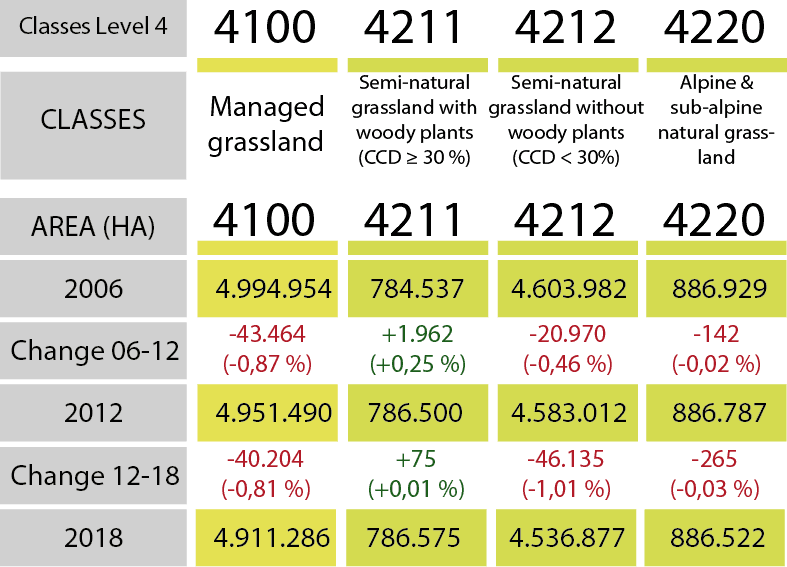 Classes Level 4 4100 4211 4212 4220
CLASSES
Managed
grassland
Semi-natural
grassland with
woody plants
(CCD ≥ 30 %)
Semi-natural
grassland without
woody plants
(CCD < 30%)
Alpine &
sub-alpine
natural grass-
land
AREA (HA) 4100 4211 4212 4220
2006 4.994.954 784.537 4.603.982 886.929
Change 06-12
-43.464 +1.962 -20.970 -142
(-0,87 %) (+0,25 %) (-0,46 %) (-0,02 %)
2012 4.951.490 786.500 4.583.012 886.787
Change 12-18
-40.204 +75 -46.135 -265
(-0,81 %) (+0,01 %) (-1,01 %) (-0,03 %)
2018 4.911.286 786.575 4.536.877 886.522